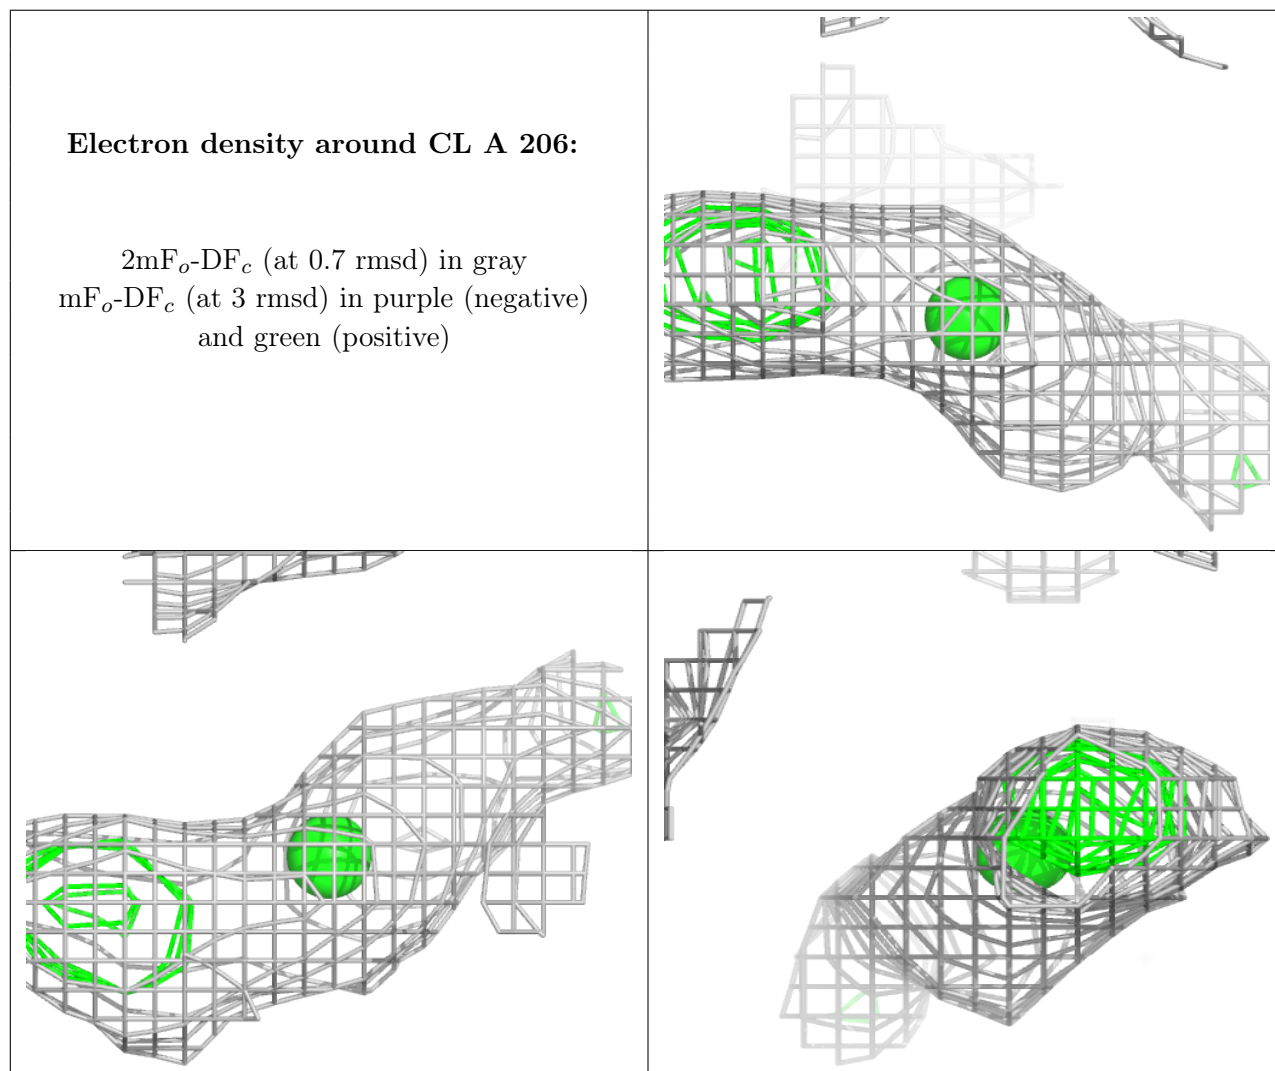 Electron density around CL A 206:
2mFo-DFc (at 0.7 rmsd) in gray
mFo-DFc (at 3 rmsd) in purple (negative)
and green (positive)